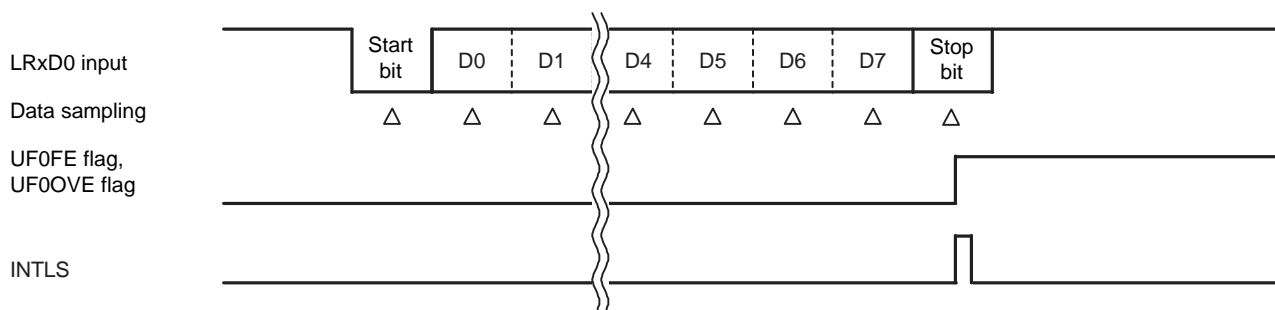 LRxD0 input
Start
bit
D0
D1
D4
D5
D6
D7
Stop
bit
Data sampling
UF0FE flag,
UF0OVE flag
INTLS